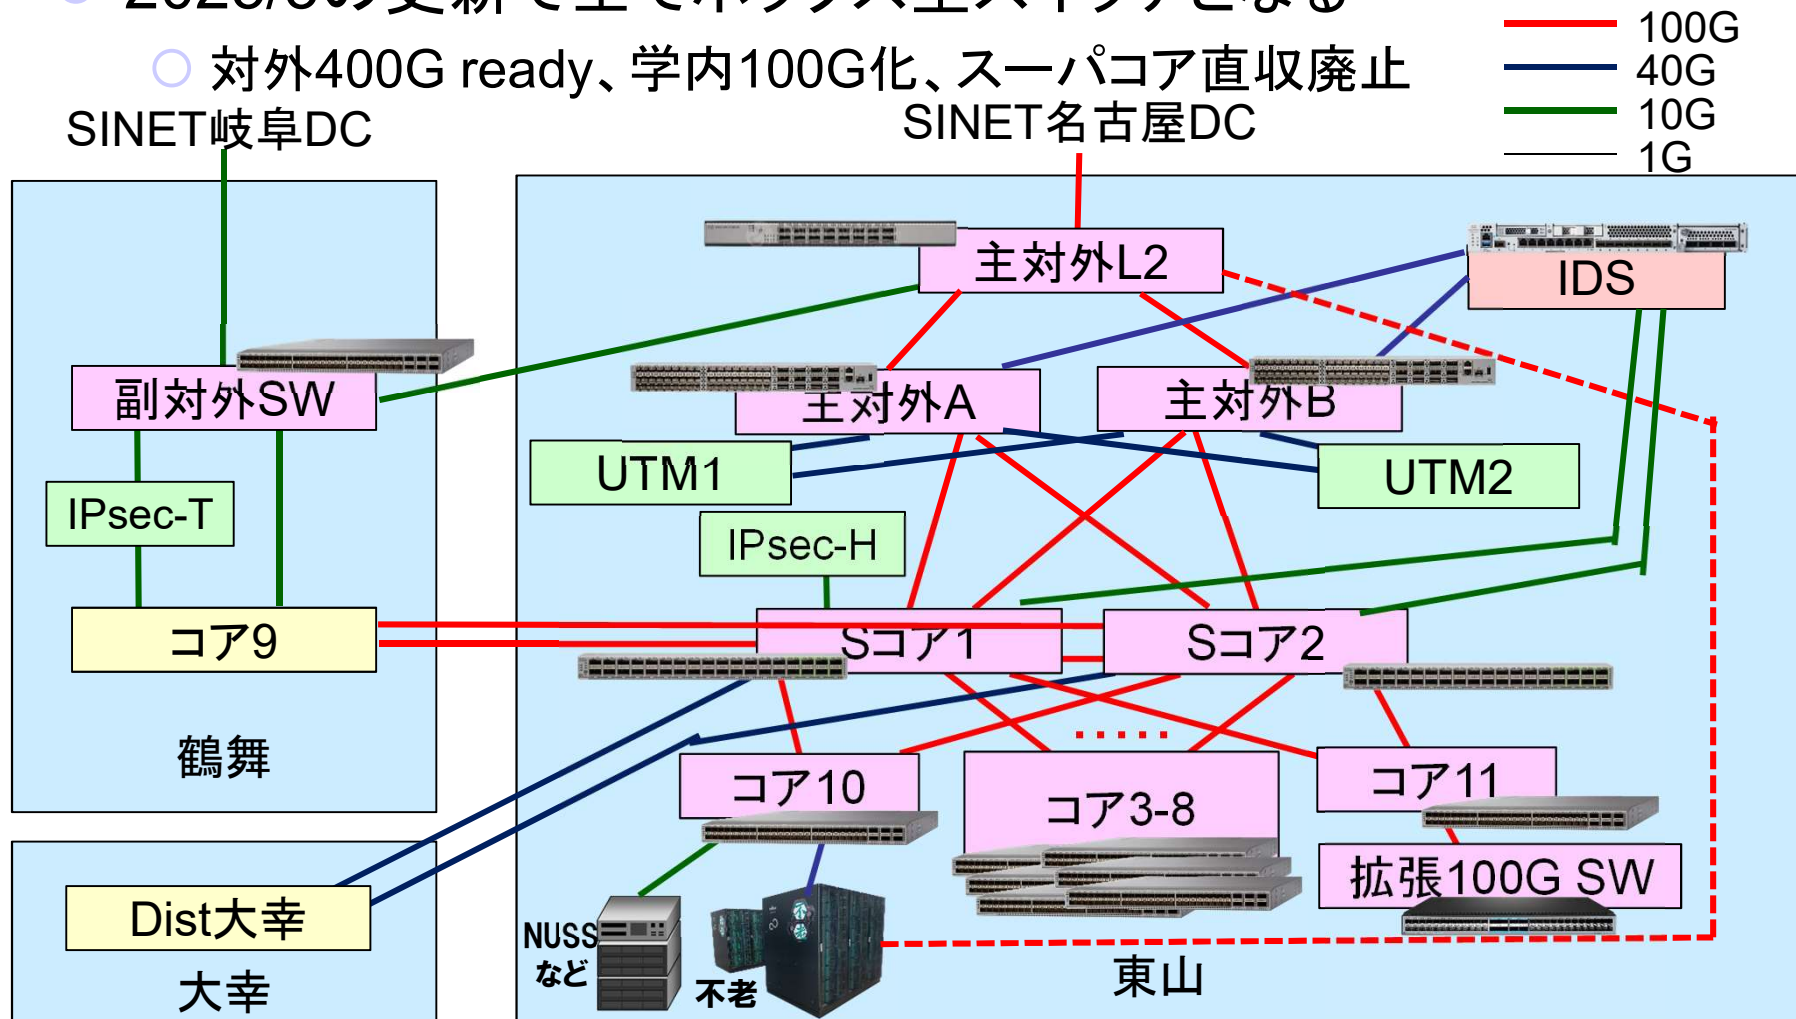 対外400G ready、学内100G化、スーパコア直収廃止
100G
40G
10G
1G
SINET岐阜DC
SINET名古屋DC
主対外L2
IDS
副対外SW
主対外A
主対外B
UTM1
UTM2
IPsec-T
IPsec-H
コア9
Sコア1
Sコア2
鶴舞
コア10
コア3-8
コア11
拡張100G SW
Dist大幸
大幸
NUSS
など
不老
東山